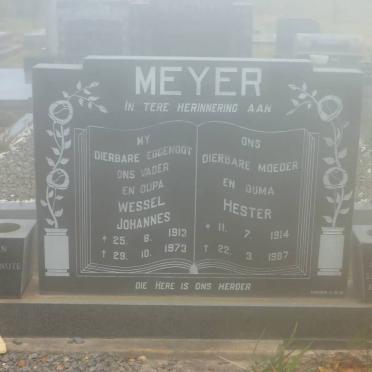 MEYER
IN TERE HERINNERING AAN
MY
DIERBARE EGGENOOT
ONS VADER
EN OUPA
WESSEL
JOHANNES
† 25. 6. 1913
† 29. 10. 1973
ONS
DIERBARE MOEDER
EN OUMA
HESTER
* 11. 7. 1914
† 22. 3. 1987
DIE HERE IS ONS HERDER